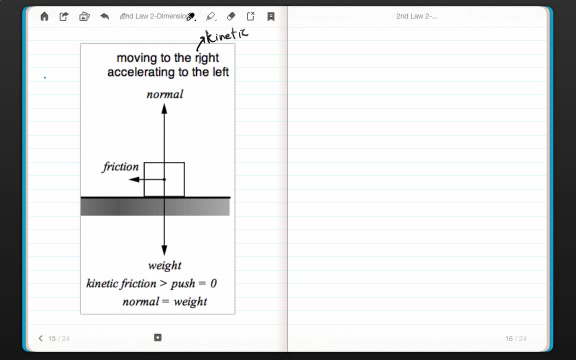 2nd Law 2-Dimension
2nd Law 2-...
kinetic
moving to the right
accelerating to the left
normal
friction
weight
kinetic friction > push = 0
normal = weight
15 / 24
16 / 24